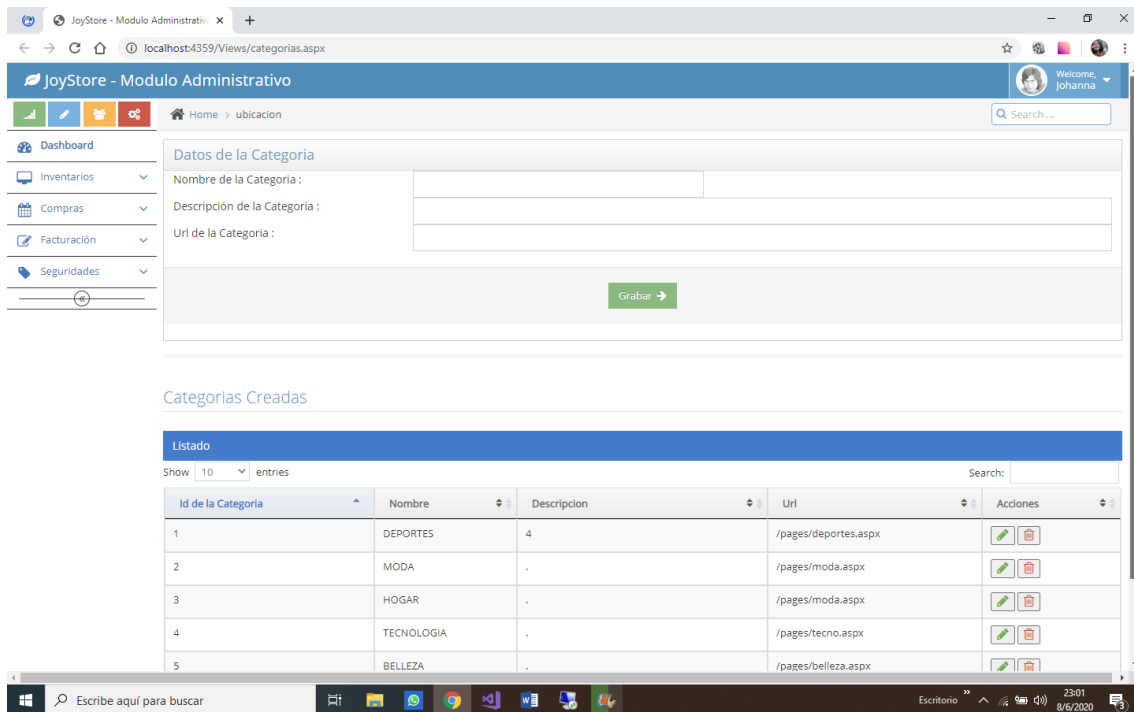 JoyStore - Modulo Administrativo
localhost:4359/Views/categorias.aspx
JoyStore - Modulo Administrativo
Welcome,
Johanna
Home > ubicacion
Search ...
Dashboard
Inventarios
Compras
Facturación
Seguridades
Datos de la Categoria
Nombre de la Categoria :
Descripción de la Categoria :
Url de la Categoria :
Grabar
Categorias Creadas
Listado
Show 10 entries
Search:
Id de la Categoria Nombre Descripcion Url Acciones
1 DEPORTES 4 /pages/deportes.aspx
2 MODA . /pages/moda.aspx
3 HOGAR . /pages/moda.aspx
4 TECNOLOGIA . /pages/tecno.aspx
5 BELLEZA . /pages/belleza.aspx
Escribe aquí para buscar
Escritorio
23:01
8/6/2020
3